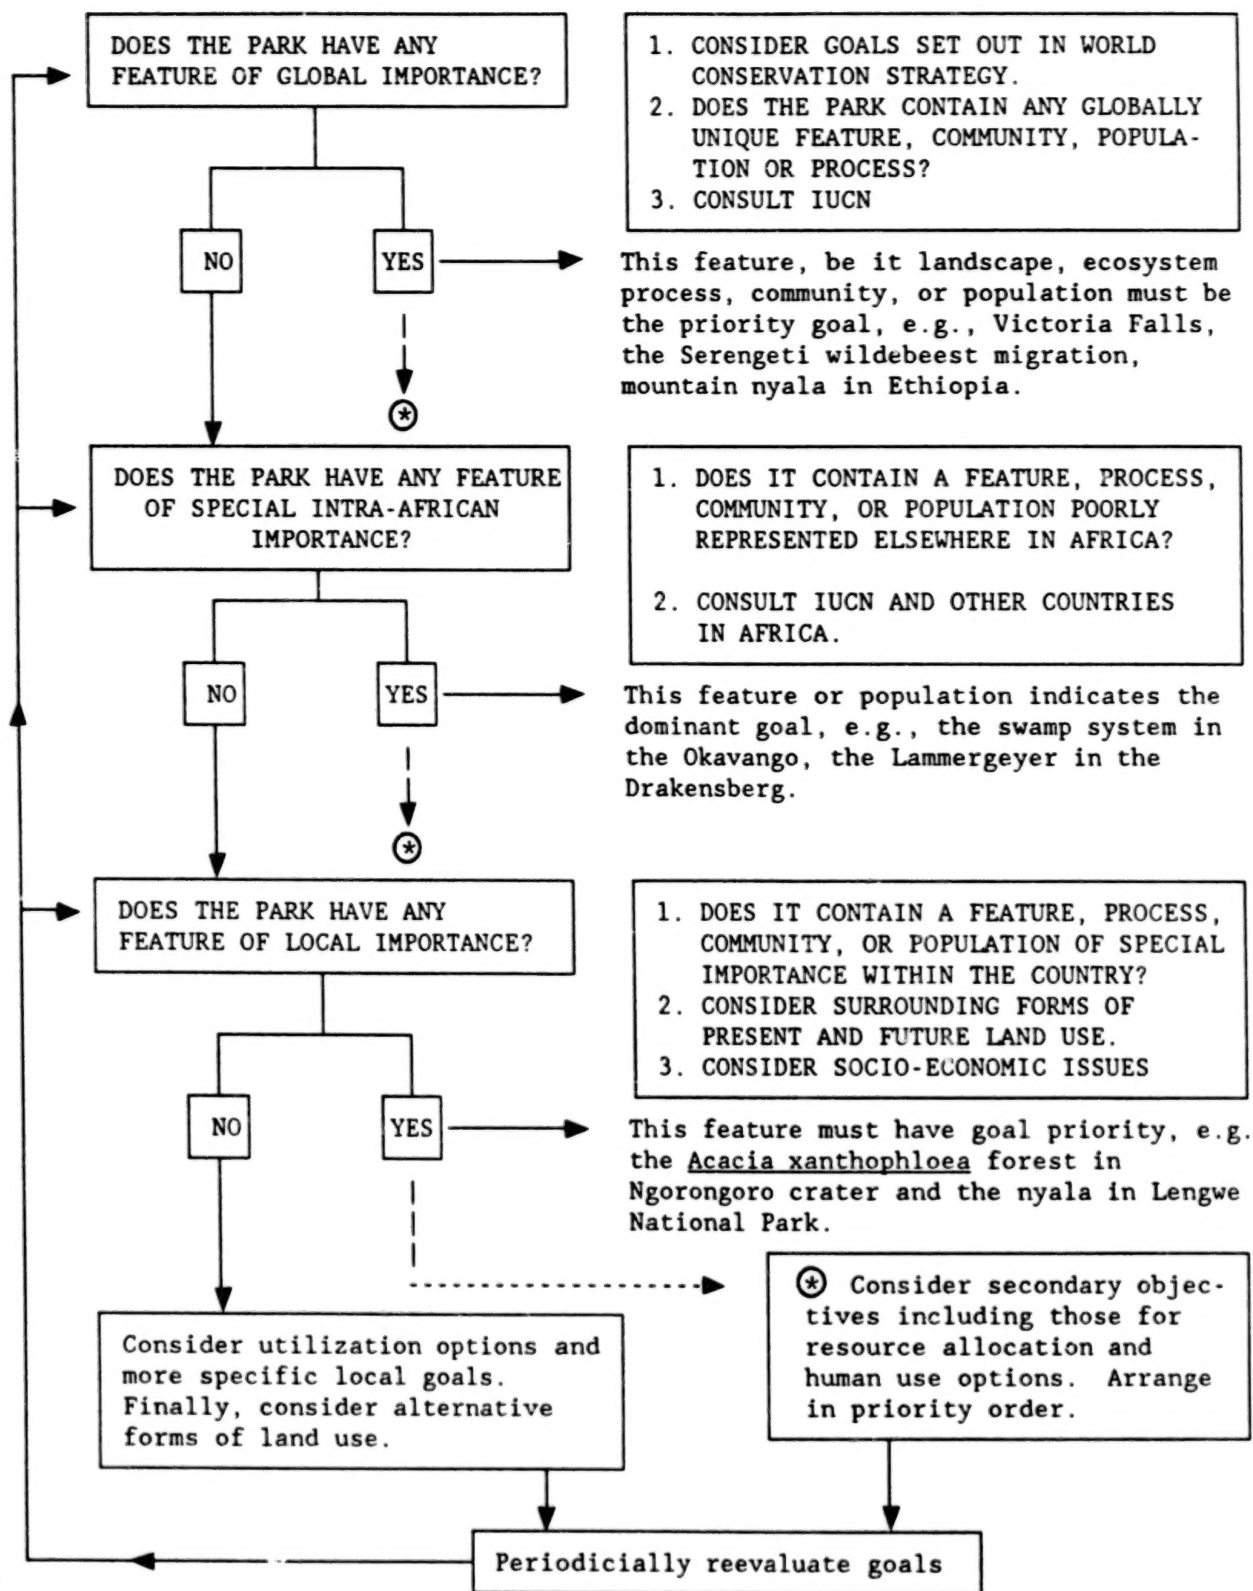 DOES THE PARK HAVE ANY
FEATURE OF GLOBAL IMPORTANCE?
1. CONSIDER GOALS SET OUT IN WORLD
CONSERVATION STRATEGY.
2. DOES THE PARK CONTAIN ANY GLOBALLY
UNIQUE FEATURE, COMMUNITY, POPULA-
TION OR PROCESS?
3. CONSULT IUCN
NO
YES
This feature, be it landscape, ecosystem
process, community, or population must be
the priority goal, e.g., Victoria Falls,
the Serengeti wildebeest migration,
mountain nyala in Ethiopia.
*
DOES THE PARK HAVE ANY FEATURE
OF SPECIAL INTRA-AFRICAN
IMPORTANCE?
1. DOES IT CONTAIN A FEATURE, PROCESS,
COMMUNITY, OR POPULATION POORLY
REPRESENTED ELSEWHERE IN AFRICA?
2. CONSULT IUCN AND OTHER COUNTRIES
IN AFRICA.
NO
YES
This feature or population indicates the
dominant goal, e.g., the swamp system in
the Okavango, the Lammergeyer in the
Drakensberg.
*
DOES THE PARK HAVE ANY
FEATURE OF LOCAL IMPORTANCE?
1. DOES IT CONTAIN A FEATURE, PROCESS,
COMMUNITY, OR POPULATION OF SPECIAL
IMPORTANCE WITHIN THE COUNTRY?
2. CONSIDER SURROUNDING FORMS OF
PRESENT AND FUTURE LAND USE.
3. CONSIDER SOCIO-ECONOMIC ISSUES
NO
YES
This feature must have goal priority, e.g.
the Acacia xanthophloea forest in
Ngorongoro crater and the nyala in Lengwe
National Park.
Consider utilization options and
more specific local goals.
Finally, consider alternative
forms of land use.
* Consider secondary objec-
tives including those for
resource allocation and
human use options. Arrange
in priority order.
Periodicially reevaluate goals